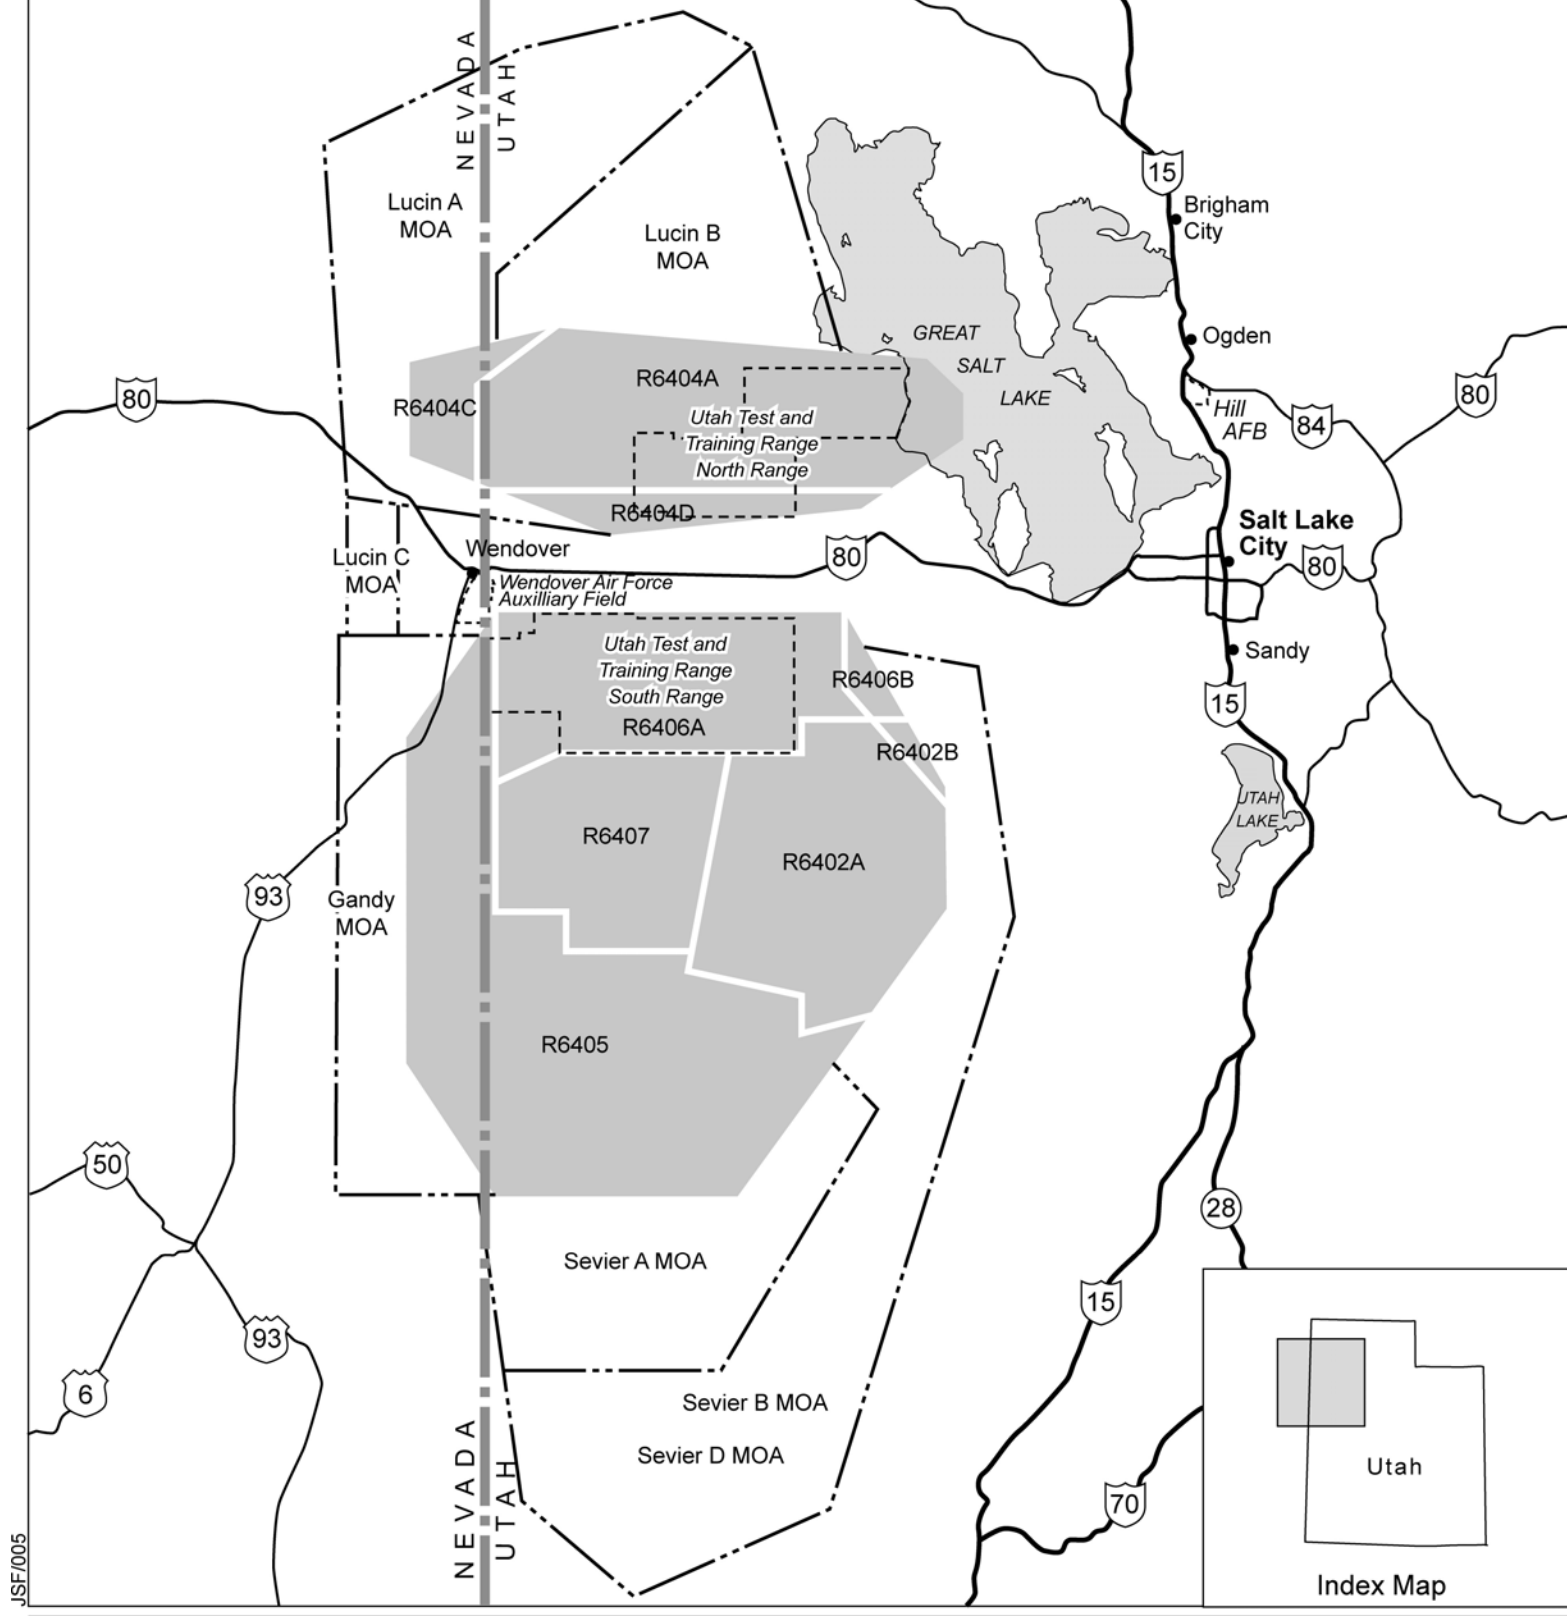 NEVADA
UTAH
15
Brigham
City
Lucin A
MOA
Lucin B
MOA
GREAT
SALT
LAKE
Ogden
80
R6404A
R6404C
80
Hill
AFB
84
Utah Test and
Training Range
North Range
R6404D
Salt Lake
City
Wendover
80
80
Lucin C
MOA
Wendover Air Force
Auxilliary Field
Utah Test and
Training Range
South Range
Sandy
R6406B
15
R6406A
R6402B
UTAH
LAKE
R6407
R6402A
93
Gandy
MOA
R6405
50
28
Sevier A MOA
15
93
6
Sevier B MOA
Sevier D MOA
NEVADA
UTAH
Utah
70
JSF/005
Index Map